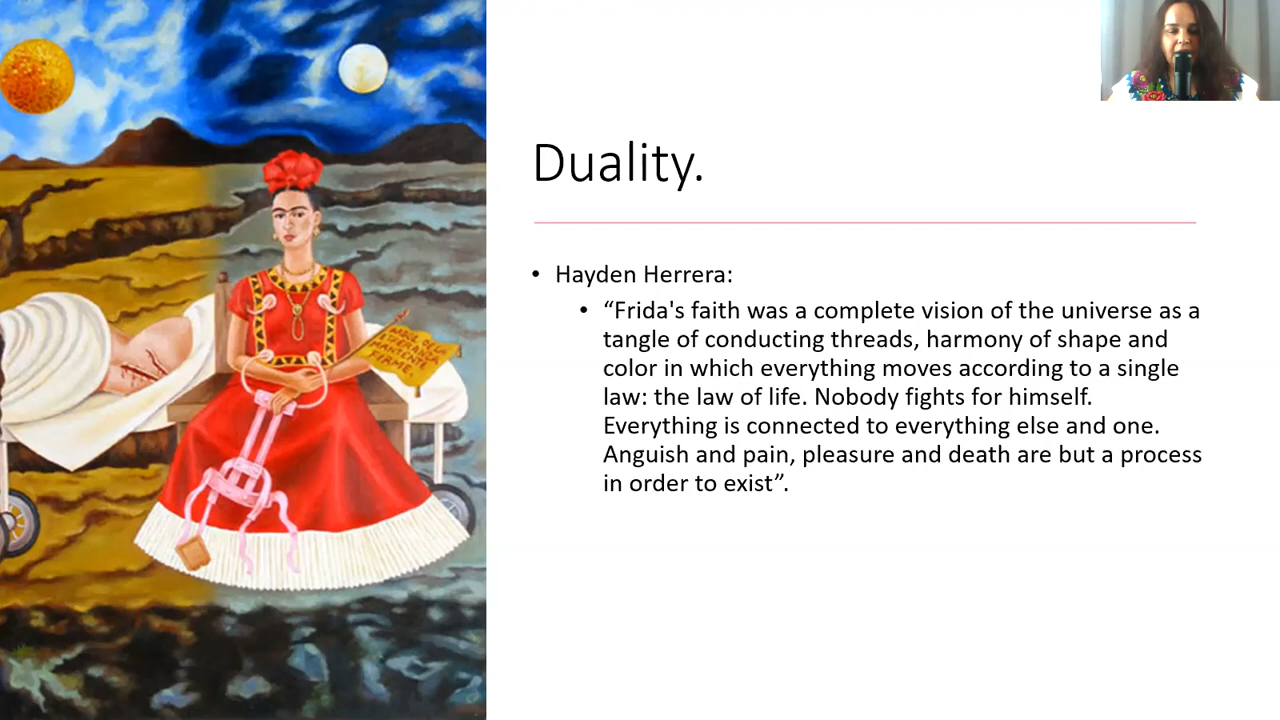 Duality.
• Hayden Herrera:
• “Frida's faith was a complete vision of the universe as a
tangle of conducting threads, harmony of shape and
color in which everything moves according to a single
law: the law of life. Nobody fights for himself.
Everything is connected to everything else and one.
Anguish and pain, pleasure and death are but a process
in order to exist”.